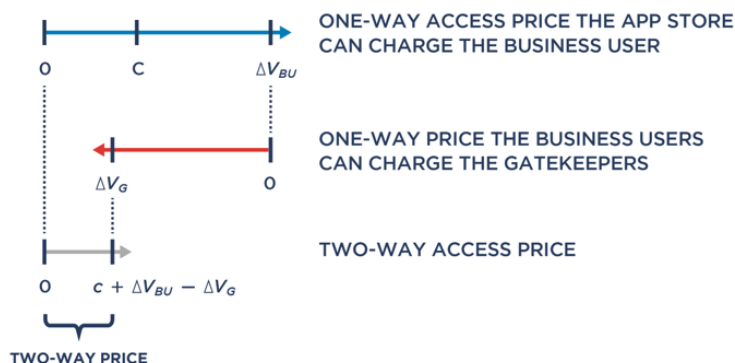 ONE-WAY ACCESS PRICE THE APP STORE
CAN CHARGE THE BUSINESS USER
0 C ΔV_BU
ONE-WAY PRICE THE BUSINESS USERS
CAN CHARGE THE GATEKEEPERS
ΔV_G 0
TWO-WAY ACCESS PRICE
0 c + ΔV_BU − ΔV_G
TWO-WAY PRICE